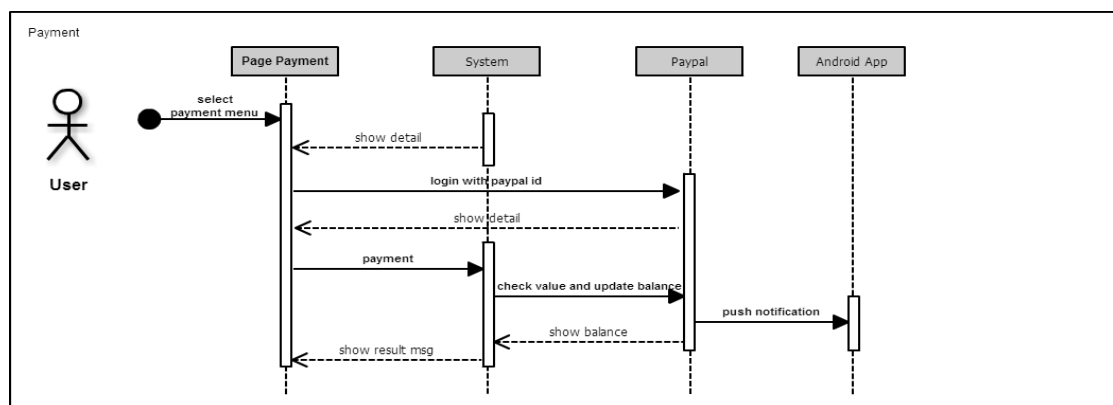 Payment
Page Payment
System
Paypal
Android App
select
payment menu
show detail
User
login with paypal id
show detail
payment
check value and update balance
push notification
show balance
show result msg